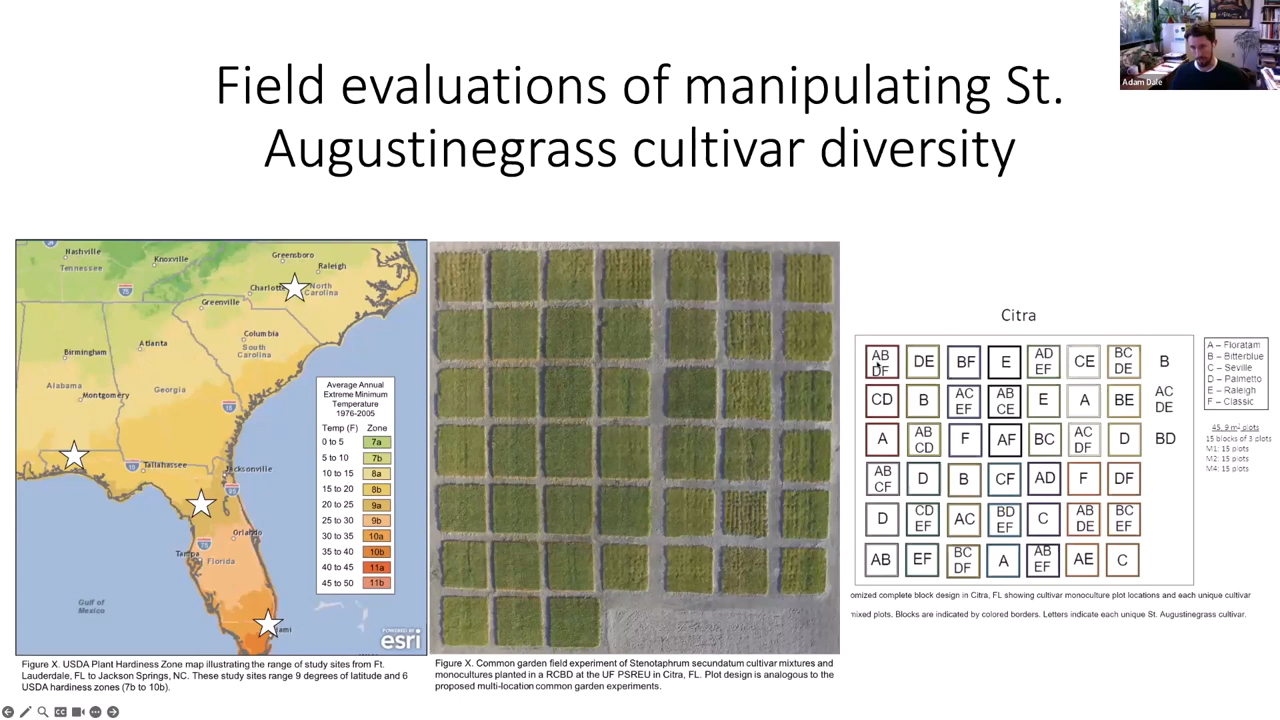 Adam Dale
Field evaluations of manipulating St.
Augustinegrass cultivar diversity
Nashville
Tennessee
Knoxville
Greensboro
Raleigh
Charlotte
North
Carolina
Greenville
Columbia
South
Carolina
Atlanta
Birmingham
Alabama
Georgia
Montgomery
Tallahassee
Jacksonville
Orlando
Tampa
Florida
Gulf of
Mexico
POWERED BY
esri
Average Annual
Extreme Minimum
Temperature
1976-2005
Temp (F) Zone
0 to 5 7a
5 to 10 7b
10 to 15 8a
15 to 20 8b
20 to 25 9a
25 to 30 9b
30 to 35 10a
35 to 40 10b
40 to 45 11a
45 to 50 11b
Figure X. USDA Plant Hardiness Zone map illustrating the range of study sites from Ft.
Lauderdale, FL to Jackson Springs, NC. These study sites range 9 degrees of latitude and 6
USDA hardiness zones (7b to 10b).
Figure X. Common garden field experiment of Stenotaphrum secundatum cultivar mixtures and
monocultures planted in a RCBD at the UF PSREU in Citra, FL. Plot design is analogous to the
proposed multi-location common garden experiments.
Citra
AB DF DE BF E AD EF CE BC DE B
CD B AC EF AB CE E A BE AC DE
A AB CD F AF BC AC DF D BD
AB CF D B CF AD F DF
D CD EF AC BD EF C AB DE BC EF
AB EF BC DF A AB EF AE C
A – Floratam
B – Bitterblue
C – Seville
D – Palmetto
E – Raleigh
F – Classic
45, 9 m² plots
15 blocks of 3 plots
M1: 15 plots
M2: 15 plots
M4: 15 plots
omized complete block design in Citra, FL showing cultivar monoculture plot locations and each unique cultivar
mixed plots. Blocks are indicated by colored borders. Letters indicate each unique St. Augustinegrass cultivar.